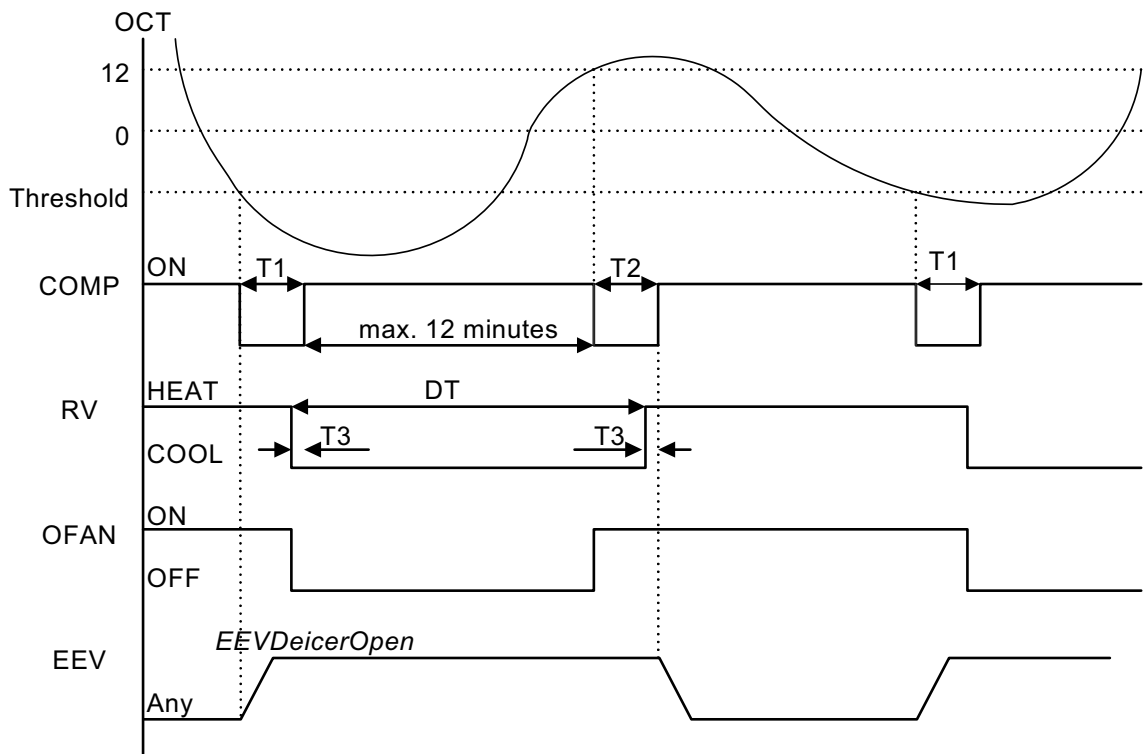 OCT
12
0
Threshold
COMP
ON
T1
T2
T1
max. 12 minutes
RV
HEAT
DT
COOL
T3
T3
OFAN
ON
OFF
EEV
EEVDeicerOpen
Any